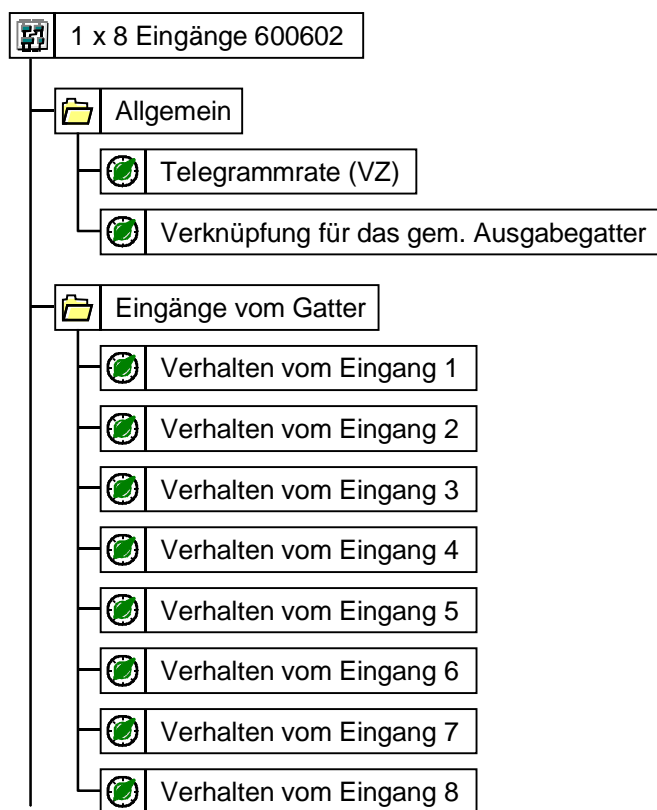 1 x 8 Eingänge 600602
Allgemein
Telegrammrate (VZ)
Verknüpfung für das gem. Ausgabegatter
Eingänge vom Gatter
Verhalten vom Eingang 1
Verhalten vom Eingang 2
Verhalten vom Eingang 3
Verhalten vom Eingang 4
Verhalten vom Eingang 5
Verhalten vom Eingang 6
Verhalten vom Eingang 7
Verhalten vom Eingang 8